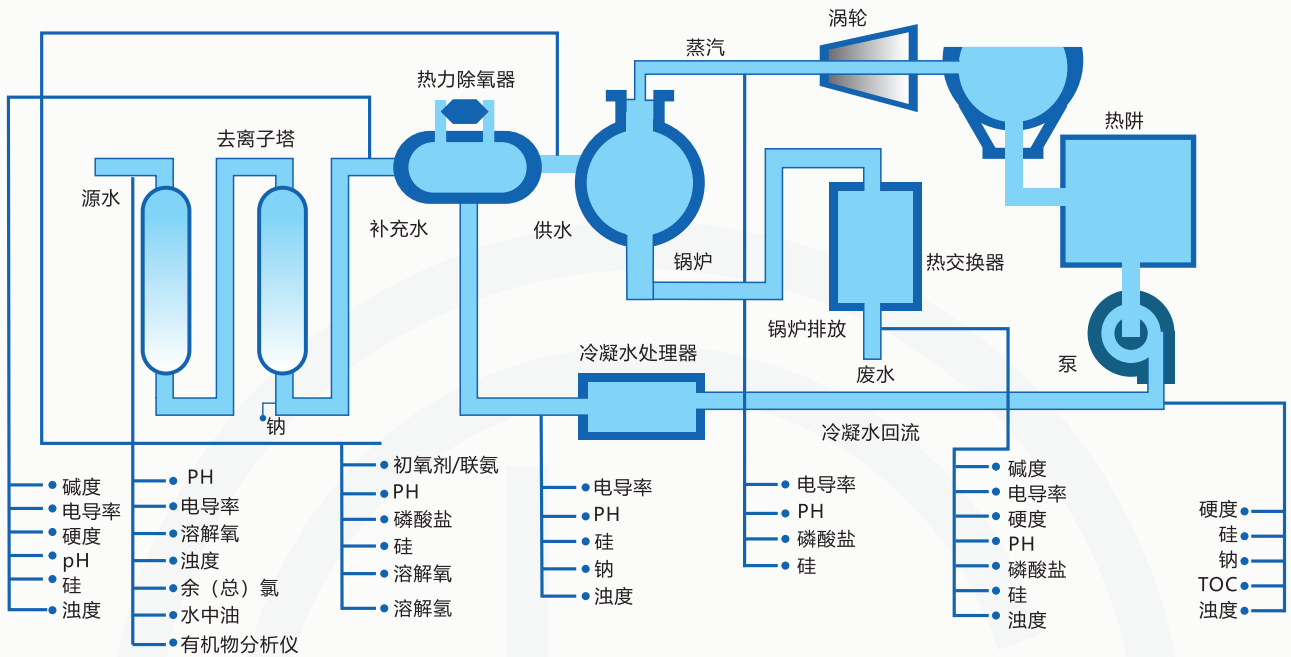 涡轮
蒸汽
热力除氧器
热阱
去离子塔
源水
补充水
供水
锅炉
热交换器
锅炉排放
冷凝水处理器
泵
废水
钠
冷凝水回流
碱度
电导率
硬度
pH
硅
浊度
PH
电导率
溶解氧
浊度
余（总）氯
水中油
有机物分析仪
初氧剂/联氨
PH
磷酸盐
硅
溶解氧
溶解氢
电导率
PH
硅
钠
浊度
电导率
PH
磷酸盐
硅
碱度
电导率
硬度
PH
磷酸盐
硅
浊度
硬度
硅
钠
TOC
浊度